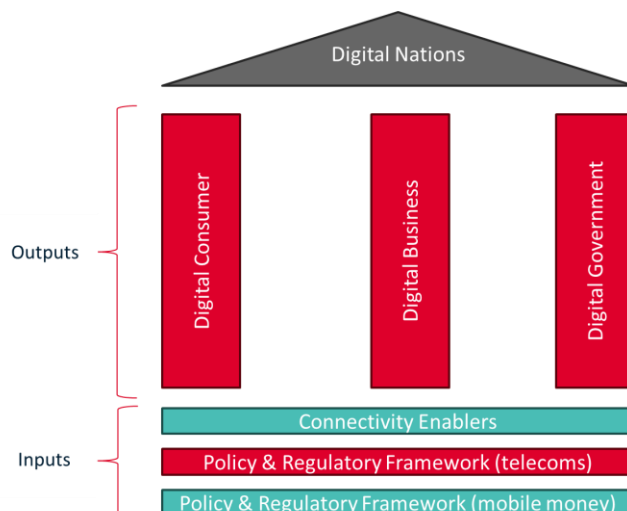 Digital Nations
Outputs
Digital Consumer
Digital Business
Digital Government
Inputs
Connectivity Enablers
Policy & Regulatory Framework (telecoms)
Policy & Regulatory Framework (mobile money)